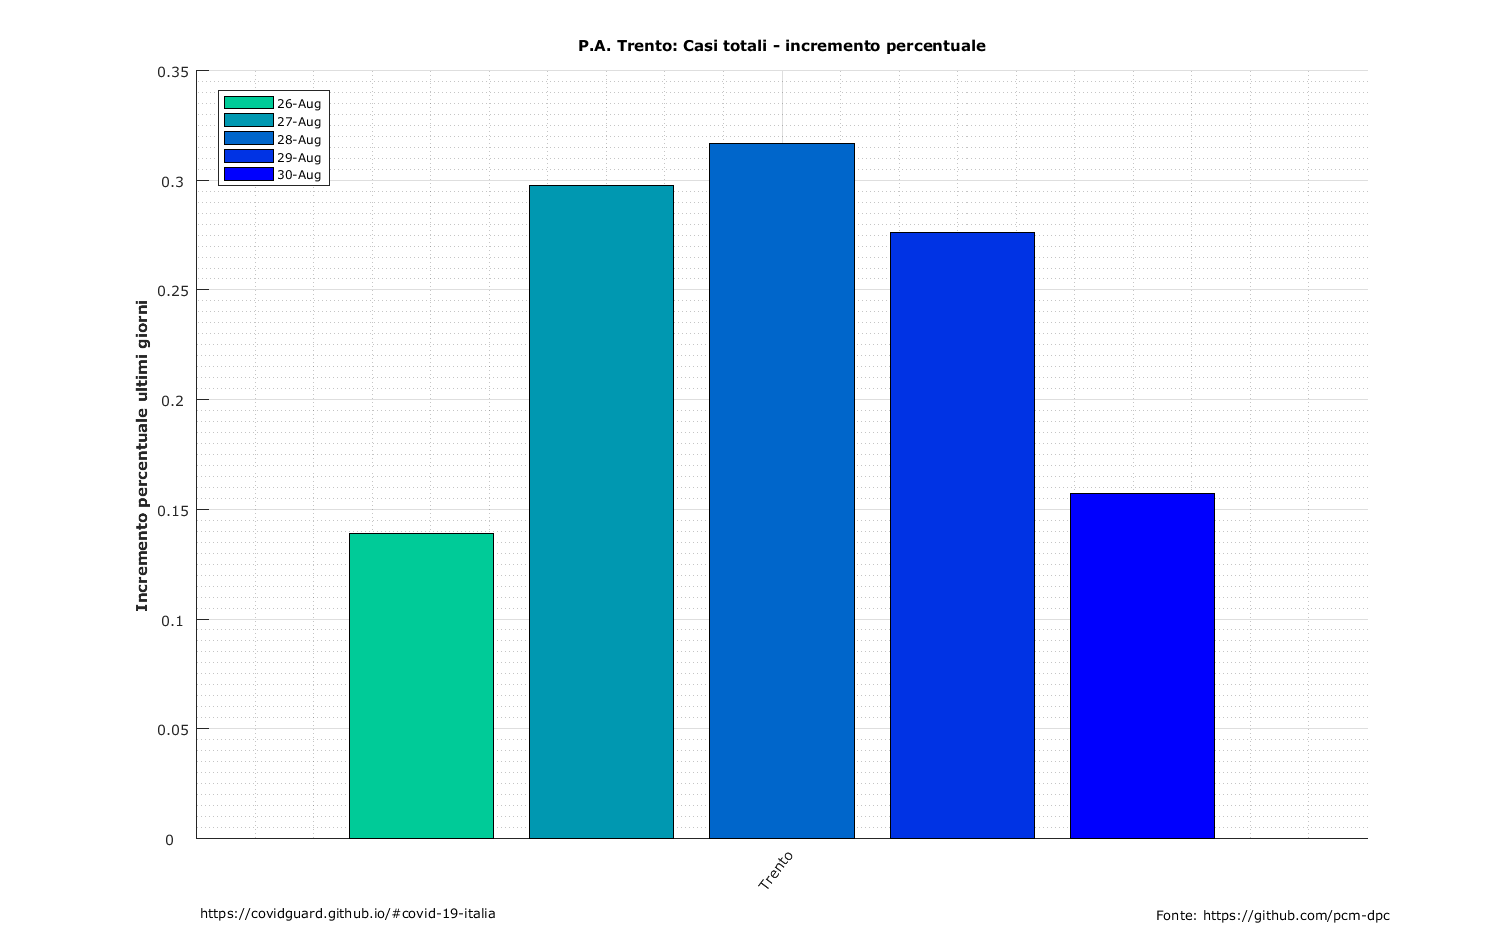 P.A. Trento: Casi totali - incremento percentuale
0.35
0.3
0.25
0.2
0.15
0.1
0.05
0
26-Aug
27-Aug
28-Aug
29-Aug
30-Aug
Incremento percentuale ultimi giorni
Trento
https://covidguard.github.io/#covid-19-italia
Fonte: https://github.com/pcm-dpc